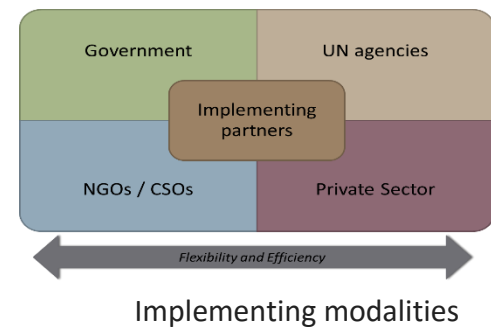 Government
UN agencies
Implementing
partners
NGOs / CSOs
Private Sector
Flexibility and Efficiency
Implementing modalities